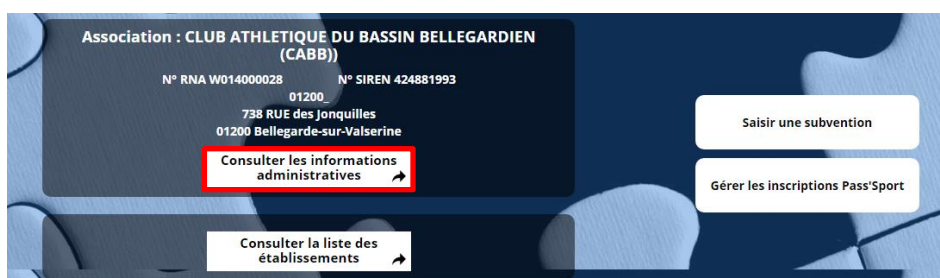 Association : CLUB ATHLETIQUE DU BASSIN BELLEGARDIEN
(CABB))
N° RNA W014000028 N° SIREN 424881993
01200_
738 RUE des Jonquilles
01200 Bellegarde-sur-Valserine
Consulter les informations
administratives
Saisir une subvention
Gérer les inscriptions Pass'Sport
Consulter la liste des
établissements